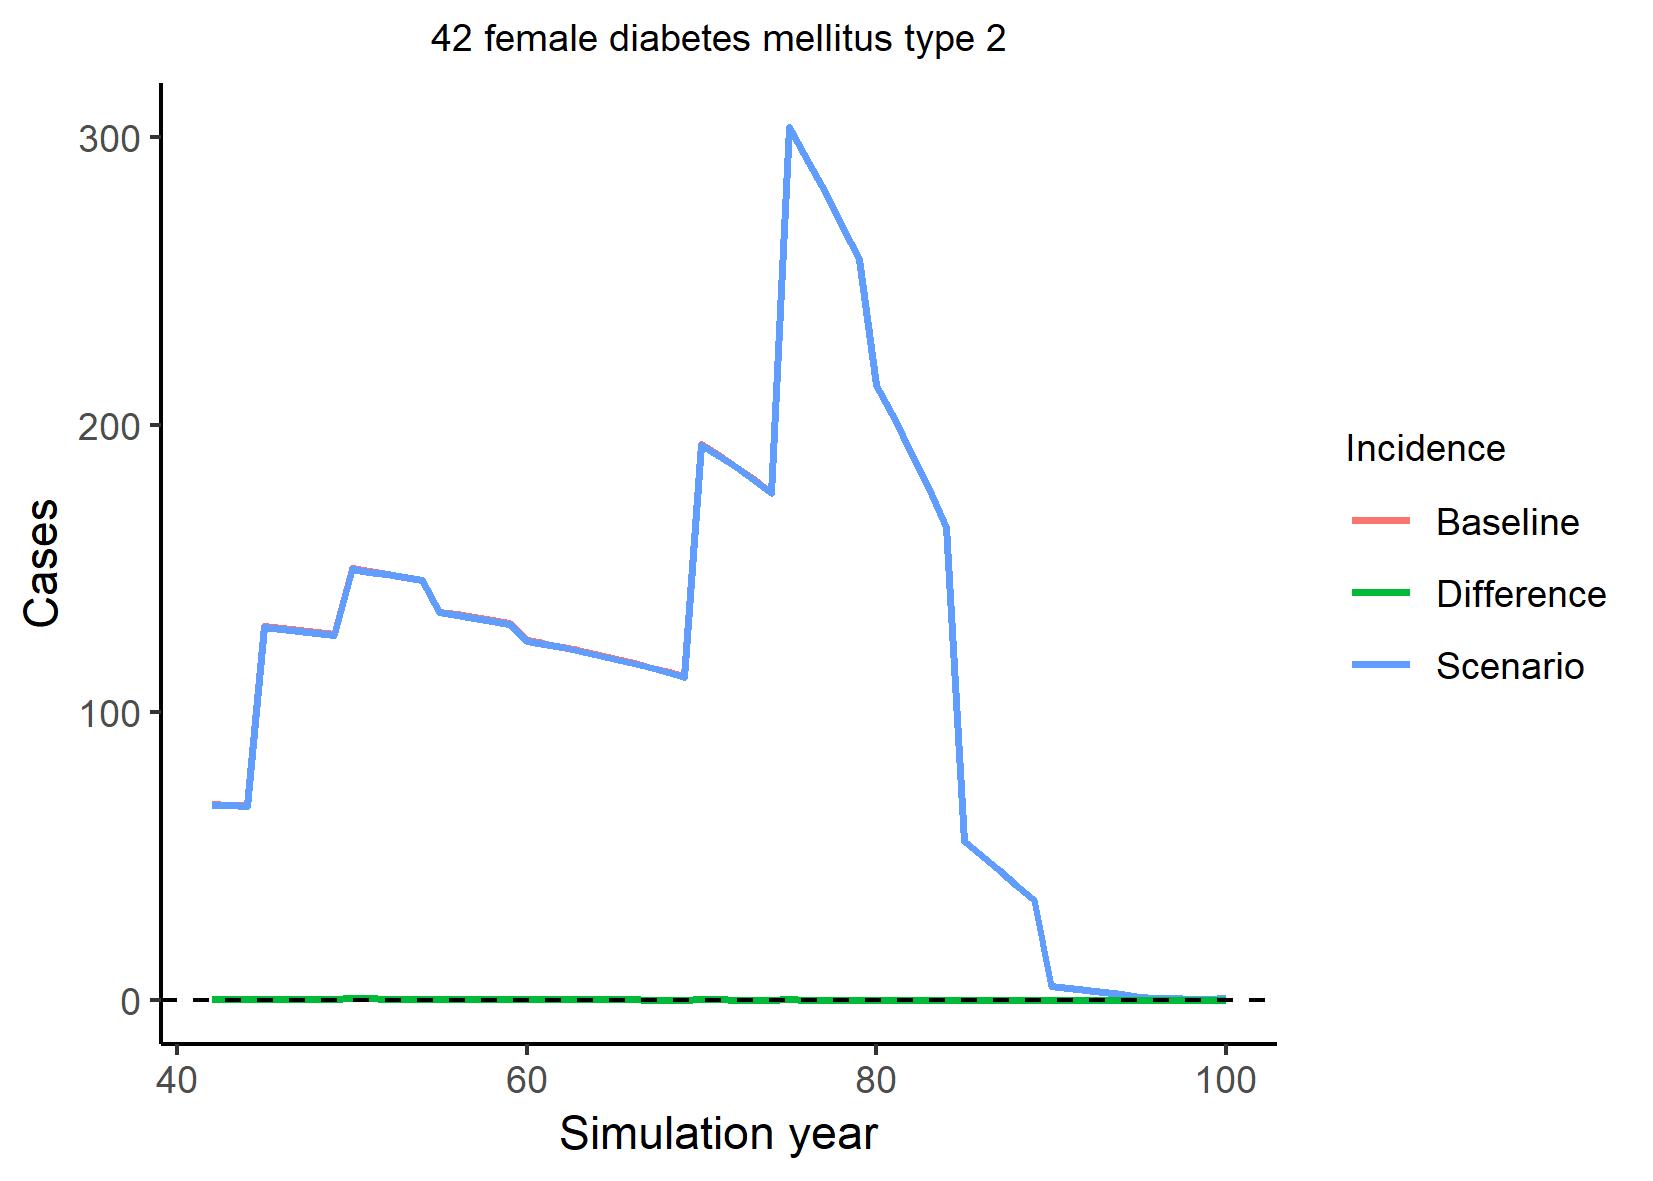 42 female diabetes mellitus type 2
300
200
100
0
Cases
40 60 80 100
Simulation year
Incidence
Baseline
Difference
Scenario